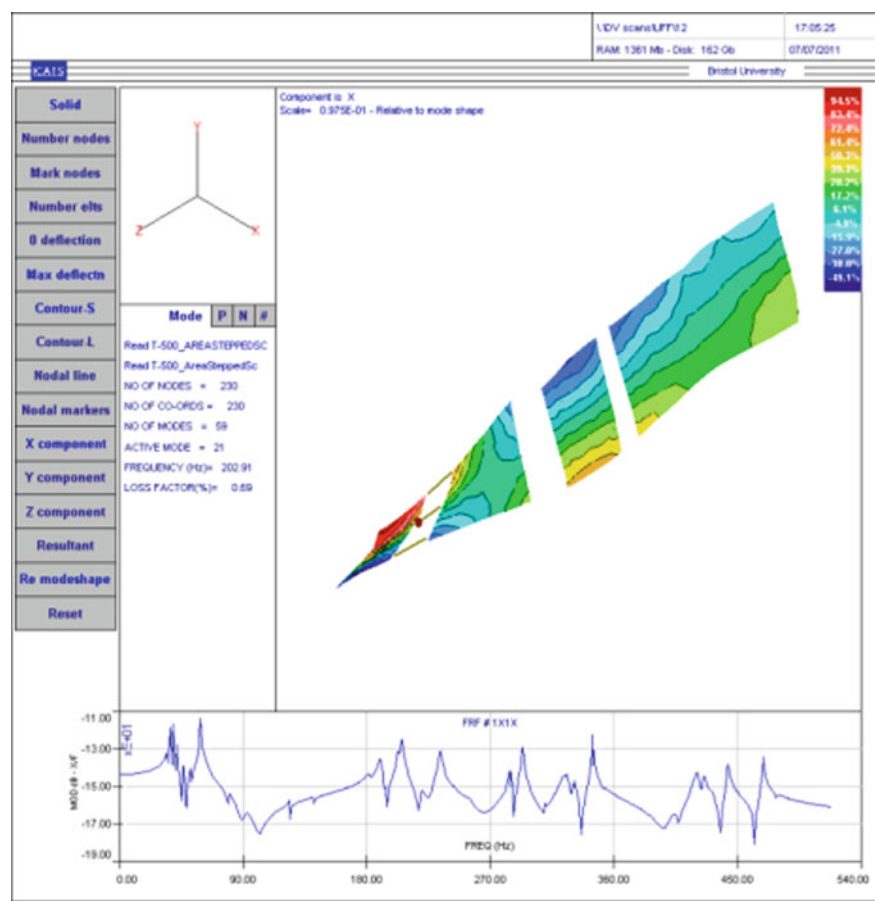 \\DV scans\UFF\12
17:05:25
RAM: 1361 Mb - Disk: 162 Gb
07/07/2011
ICATS
Bristol University
Solid
Number nodes
Mark nodes
Number elts
0 deflection
Max deflectn
Contour-S
Contour-L
Nodal line
Nodal markers
X component
Y component
Z component
Resultant
Re modeshape
Reset
Y
Z
X
Mode P N #
Read T-500_AREASTEPPEDSC
Read T-500_AreaSteppedSc
NO OF NODES = 230
NO OF CO-ORDS = 230
NO OF MODES = 59
ACTIVE MODE = 21
FREQUENCY (Hz)= 202.91
LOSS FACTOR(%)= 0.69
Component is X
Scale= 0.975E-01 - Relative to mode shape
94.5%
83.4%
72.4%
61.4%
50.3%
39.3%
28.2%
17.2%
6.1%
-4.9%
-15.9%
-27.0%
-38.0%
-49.1%
FRF # 1X1X
xE+01
MOD dB - X/F
-11.00
-13.00
-15.00
-17.00
-19.00
FREQ (Hz)
0.00
90.00
180.00
270.00
360.00
450.00
540.00